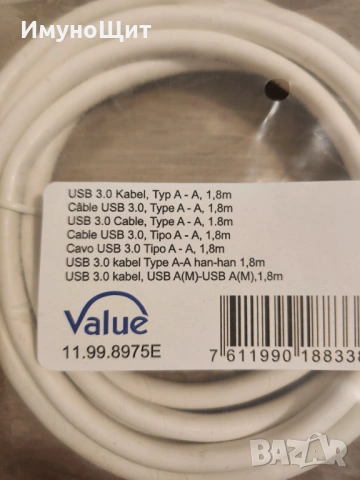 ИмуноЩит
USB 3.0 Kabel, Typ A - A, 1,8m
Câble USB 3.0, Type A - A, 1,8m
USB 3.0 Cable, Type A - A, 1.8m
Cable USB 3.0, Tipo A - A, 1,8m
Cavo USB 3.0 Tipo A - A, 1,8m
USB 3.0 kabel Type A-A han-han 1,8m
USB 3.0 kabel, USB A(M)-USB A(M),1,8m
Value
11.99.8975E
7 611990 188338
BAZAR
bg